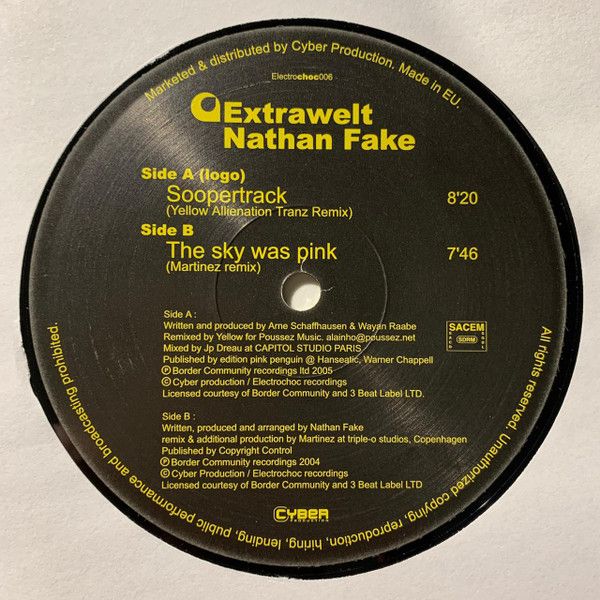 Marketed & distributed by Cyber Production. Made in EU.
Electrochoc006
Extrawelt
Nathan Fake
Side A (logo)
Soopertrack 8'20
(Yellow Allienation Tranz Remix)
Side B
The sky was pink 7'46
(Martinez remix)
Side A :
Written and produced by Arne Schaffhausen & Wayan Raabe
Remixed by Yellow for Poussez Music. alainho@poussez.net
Mixed by Jp Dreau at CAPITOL STUDIO PARIS
Published by edition pink penguin @ Hanseatic, Warner Chappell
℗ Border Community recordings ltd 2005
© Cyber production / Electrochoc recordings
Licensed courtesy of Border Community and 3 Beat Label LTD.
SACEM
SDRM
Side B :
Written, produced and arranged by Nathan Fake
remix & additional production by Martinez at triple-o studios, Copenhagen
Published by Copyright Control
℗ Border Community recordings 2004
© Cyber Production / Electrochoc recordings
Licensed courtesy of Border Community and 3 Beat Label LTD
CYBER
PRODUCTION
All rights reserved. Unauthorized copying, reproduction, hiring, lending, public performance and broadcasting prohibited.